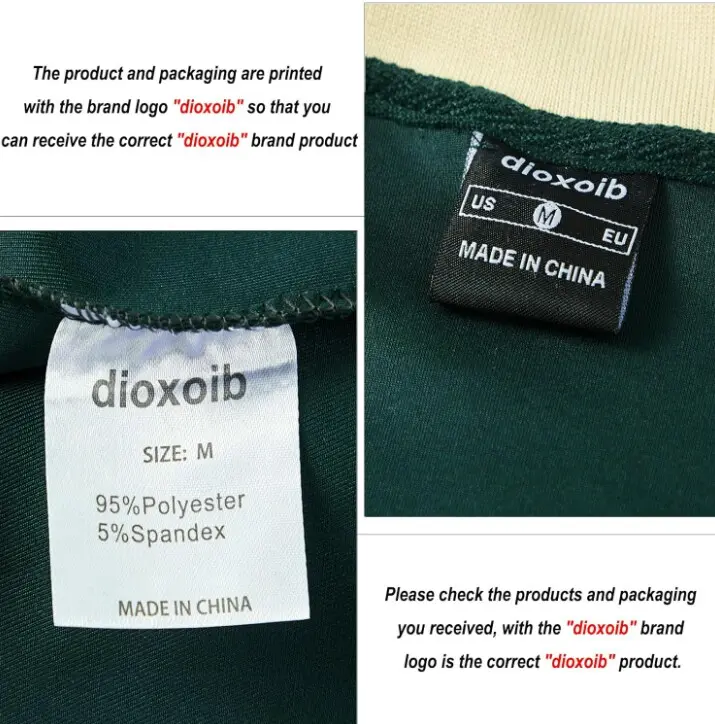 The product and packaging are printed
with the brand logo "dioxoib" so that you
can receive the correct "dioxoib" brand product
dioxoib
US M EU
MADE IN CHINA
dioxoib
SIZE: M
95%Polyester
5%Spandex
MADE IN CHINA
Please check the products and packaging
you received, with the "dioxoib" brand
logo is the correct "dioxoib" product.